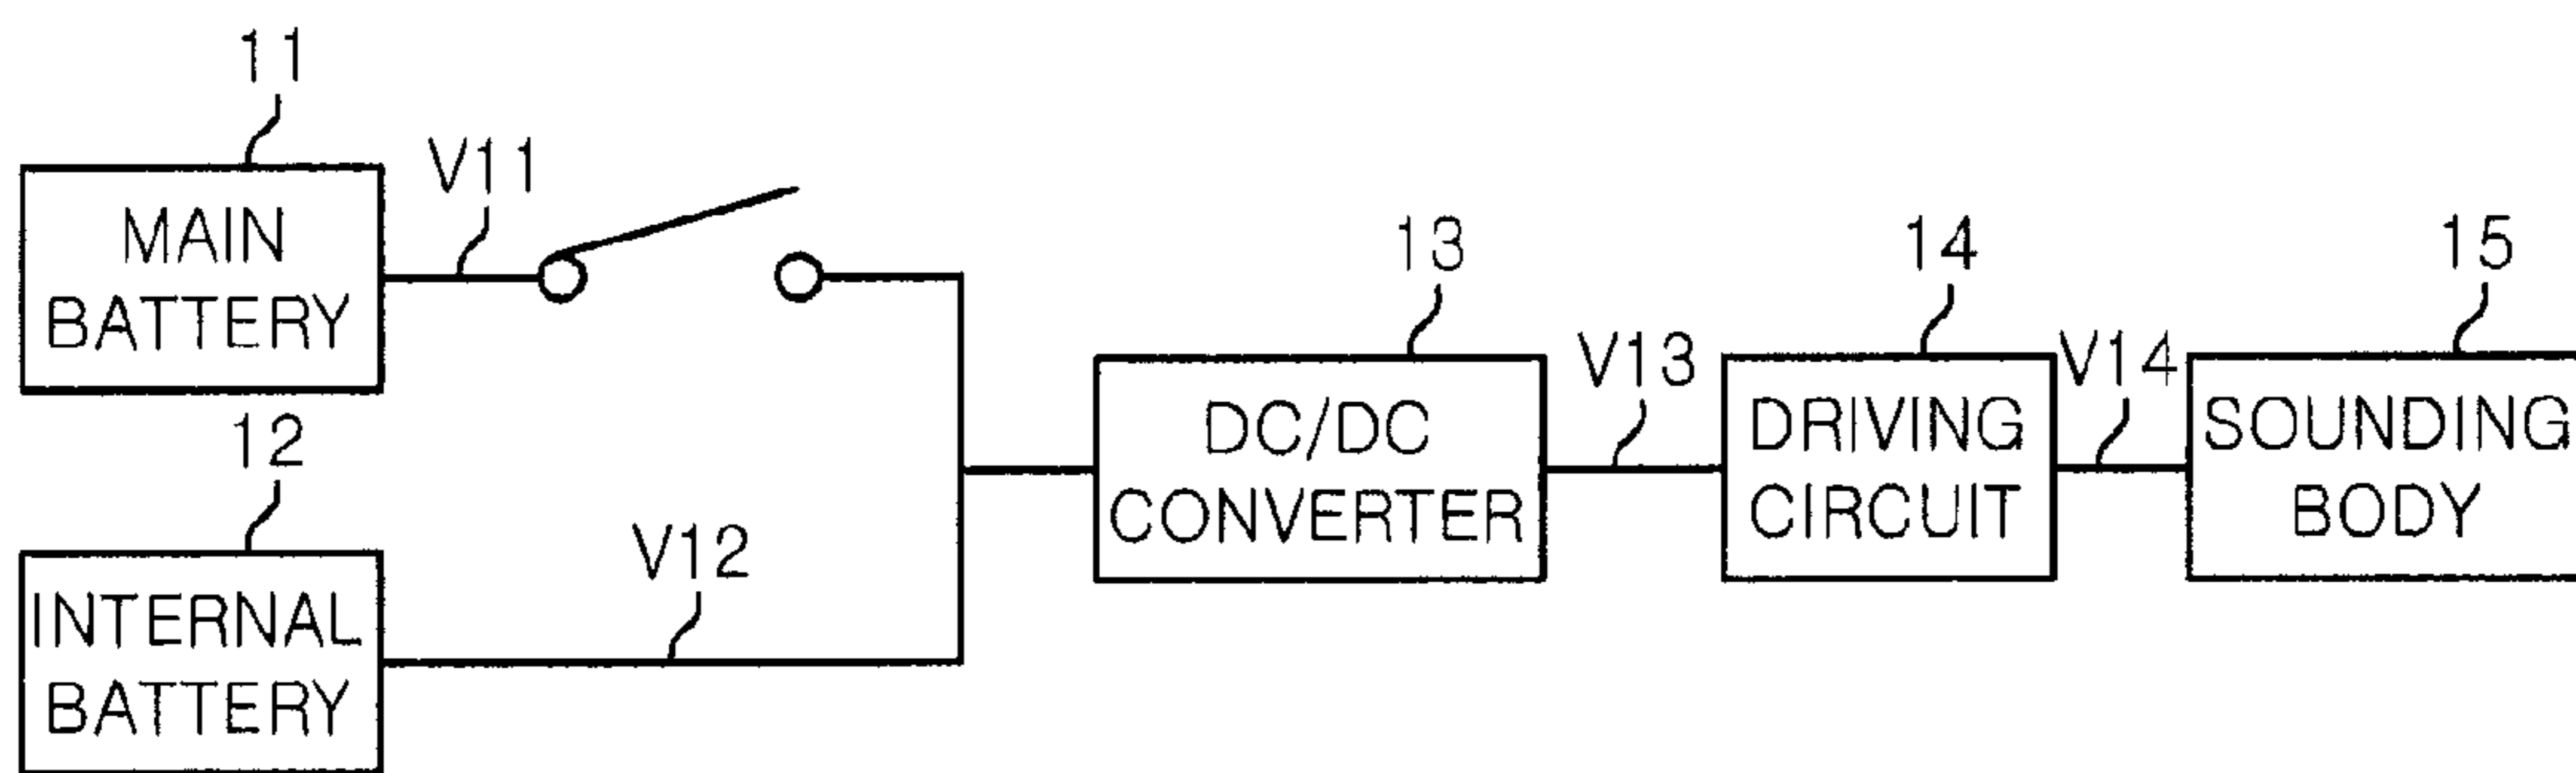 11
V11
MAIN
BATTERY
12
V12
INTERNAL
BATTERY
13
DC/DC
CONVERTER
V13
14
DRIVING
CIRCUIT
V14
15
SOUNDING
BODY